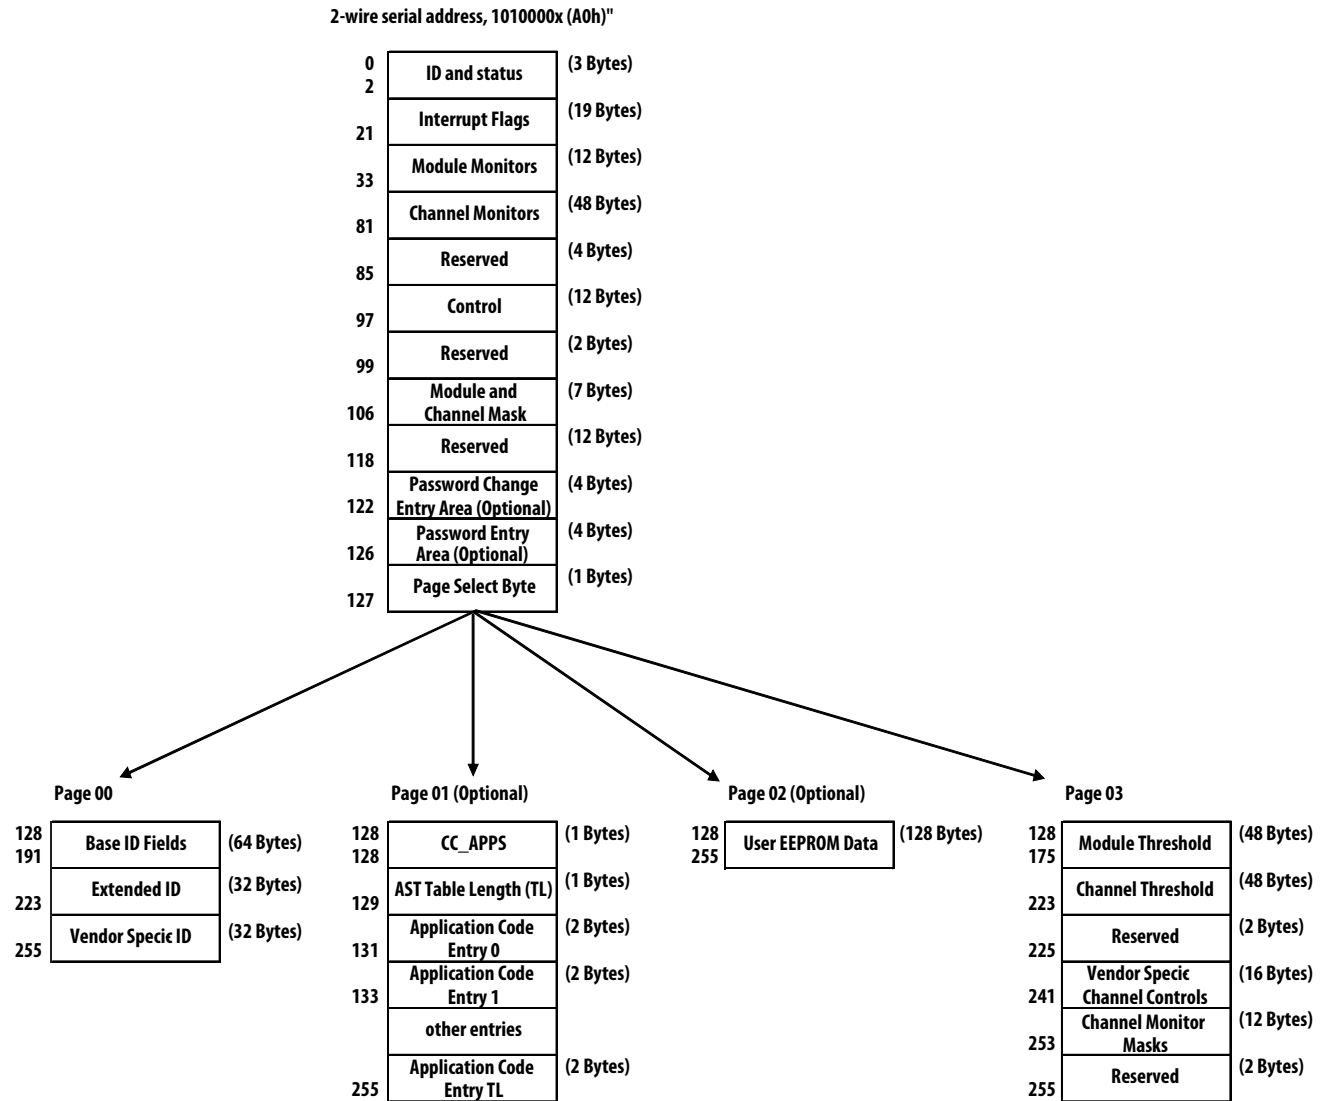 2-wire serial address, 1010000x (A0h)"
0
2
ID and status
(3 Bytes)
21
Interrupt Flags
(19 Bytes)
33
Module Monitors
(12 Bytes)
81
Channel Monitors
(48 Bytes)
85
Reserved
(4 Bytes)
97
Control
(12 Bytes)
99
Reserved
(2 Bytes)
106
Module and
Channel Mask
(7 Bytes)
118
Reserved
(12 Bytes)
122
Password Change
Entry Area (Optional)
(4 Bytes)
126
Password Entry
Area (Optional)
(4 Bytes)
127
Page Select Byte
(1 Bytes)
Page 00
128
191
Base ID Fields
(64 Bytes)
223
Extended ID
(32 Bytes)
255
Vendor Specic ID
(32 Bytes)
Page 01 (Optional)
128
128
CC_APPS
(1 Bytes)
129
AST Table Length (TL)
(1 Bytes)
131
Application Code
Entry 0
(2 Bytes)
133
Application Code
Entry 1
(2 Bytes)
other entries
255
Application Code
Entry TL
(2 Bytes)
Page 02 (Optional)
128
255
User EEPROM Data
(128 Bytes)
Page 03
128
175
Module Threshold
(48 Bytes)
223
Channel Threshold
(48 Bytes)
225
Reserved
(2 Bytes)
241
Vendor Specic
Channel Controls
(16 Bytes)
253
Channel Monitor
Masks
(12 Bytes)
255
Reserved
(2 Bytes)